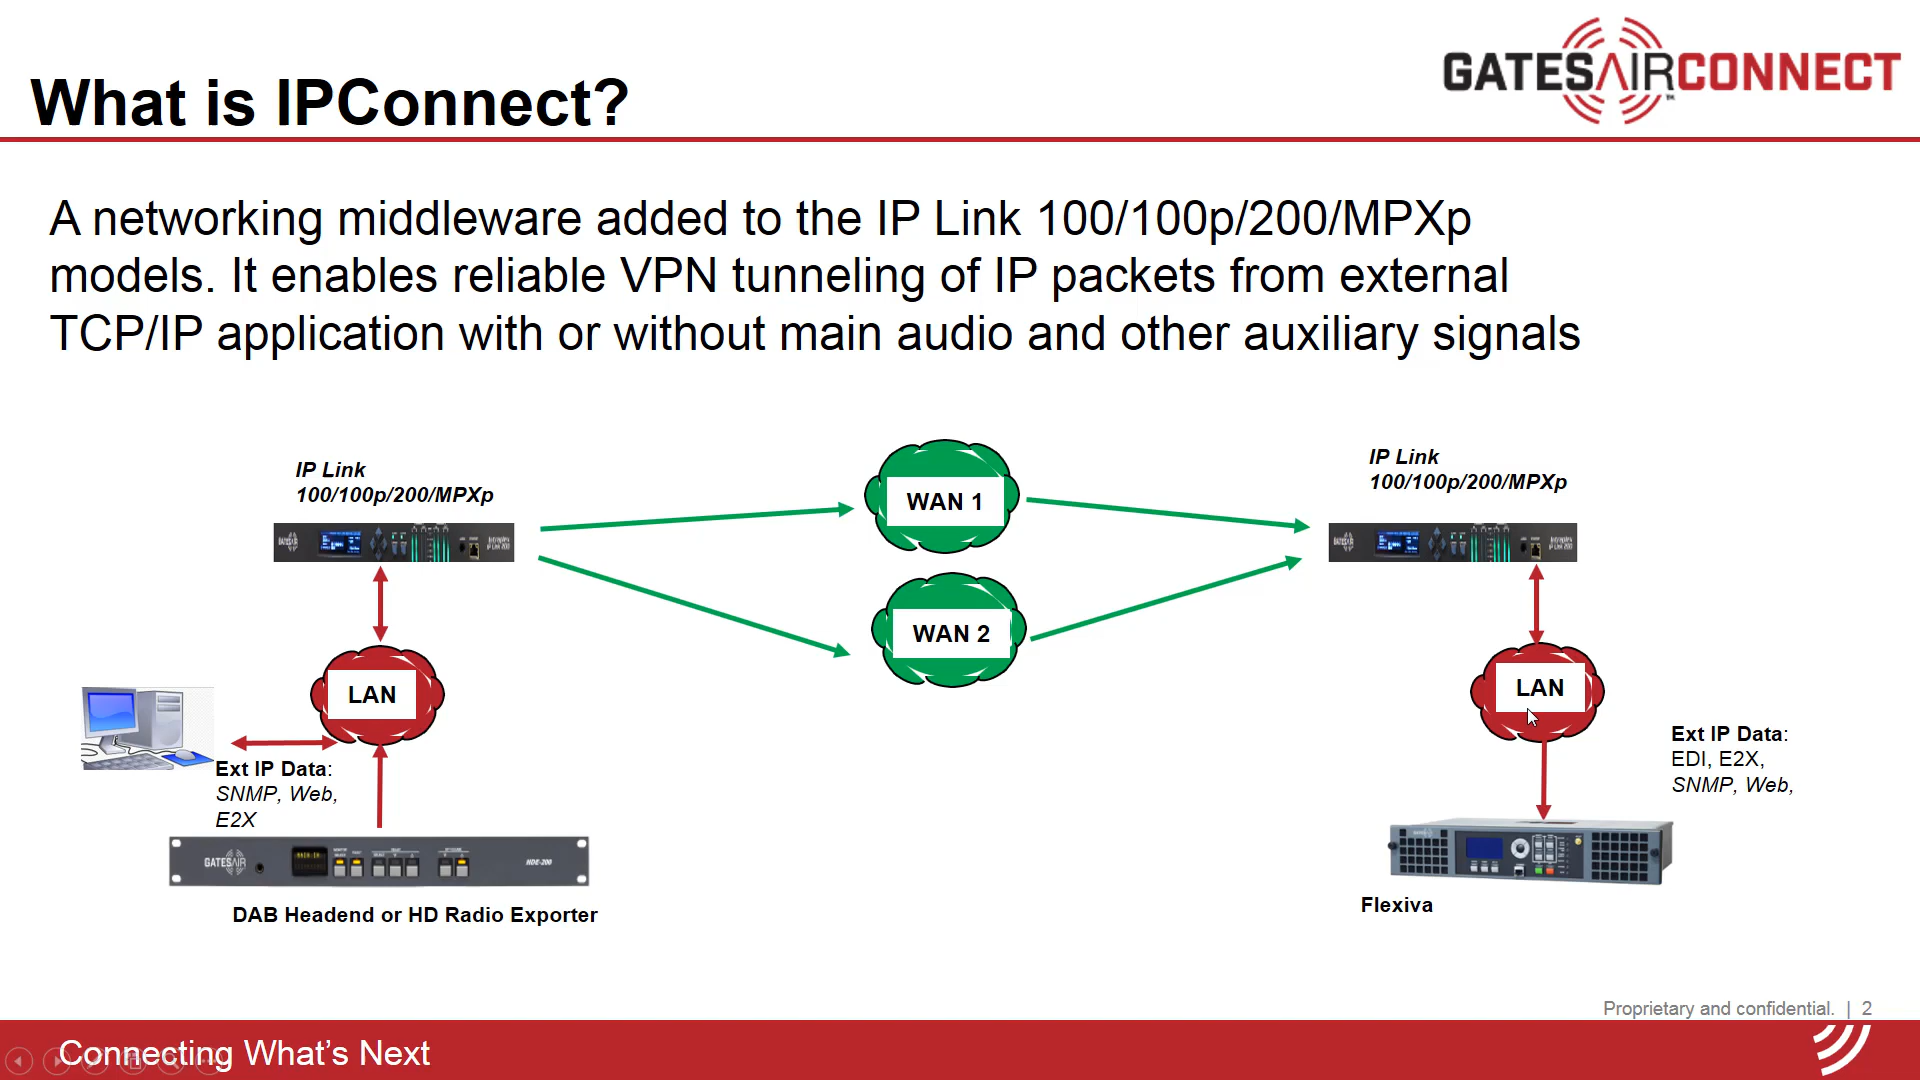 GATESAIRCONNECT
What is IPConnect?
A networking middleware added to the IP Link 100/100p/200/MPXp
models. It enables reliable VPN tunneling of IP packets from external
TCP/IP application with or without main audio and other auxiliary signals
IP Link
100/100p/200/MPXp
WAN 1
IP Link
100/100p/200/MPXp
WAN 2
LAN
LAN
Ext IP Data:
SNMP, Web,
E2X
Ext IP Data:
EDI, E2X,
SNMP, Web,
GATESAIR
HDE-200
DAB Headend or HD Radio Exporter
Flexiva
Proprietary and confidential. | 2
Connecting What's Next